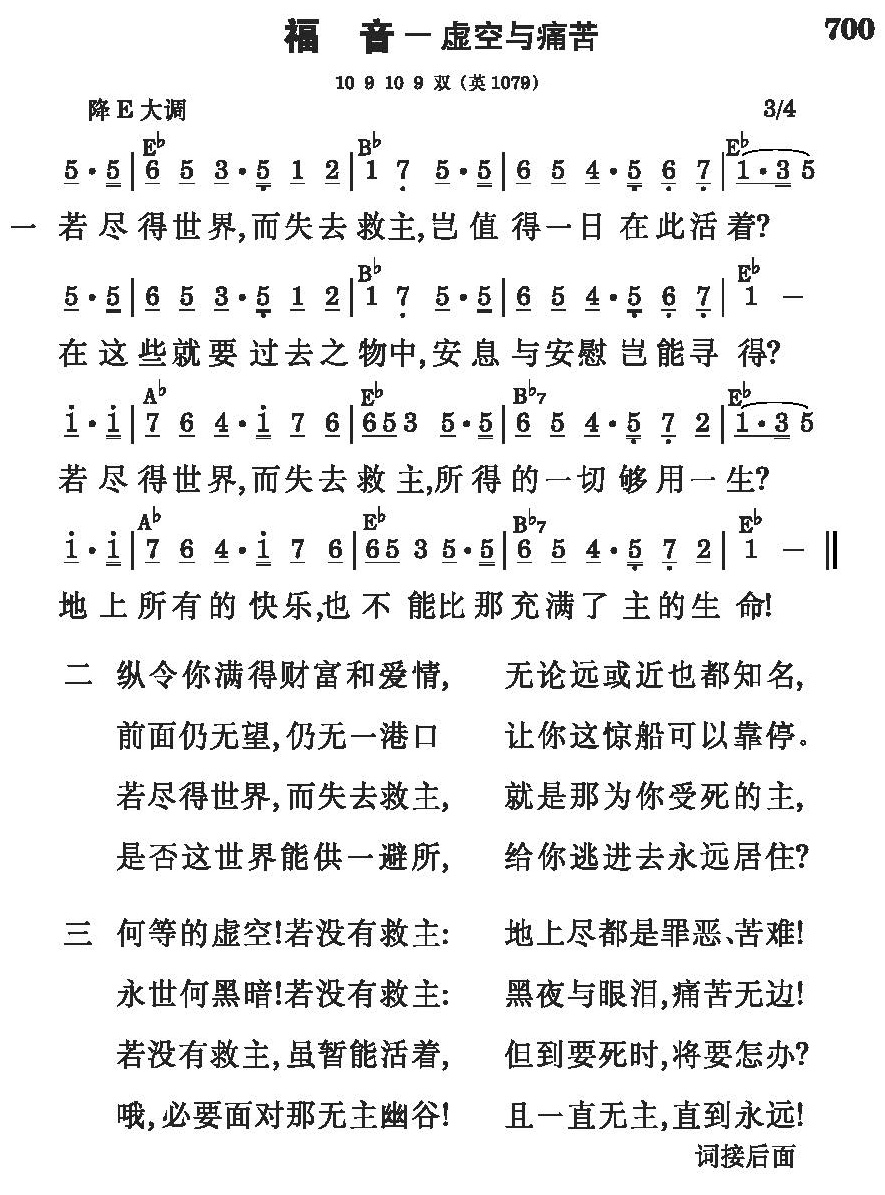 福 音－虚空与痛苦 700
10 9 10 9 双（英1079）
降E大调 3/4
E♭ B♭ E♭
5·5|6 5 3·5 1 2|1 7 5·5|6 5 4·5 6 7|1·3 5
一 若尽得世界,而失去救主,岂值得一日在此活着?
B♭ E♭
5·5|6 5 3·5 1 2|1 7 5·5|6 5 4·5 6 7|1 －
在这些就要过去之物中,安息与安慰岂能寻得?
A♭ E♭ B♭7 E♭
1·1|7 6 4·1 7 6|653 5·5|6 5 4·5 7 2|1·3 5
若尽得世界,而失去救主,所得的一切够用一生?
A♭ E♭ B♭7 E♭
1·1|7 6 4·1 7 6|65 3 5·5|6 5 4·5 7 2|1 －‖
地上所有的快乐,也不能比那充满了主的生命!
二 纵令你满得财富和爱情, 无论远或近也都知名,
前面仍无望,仍无一港口 让你这惊船可以靠停。
若尽得世界,而失去救主, 就是那为你受死的主,
是否这世界能供一避所, 给你逃进去永远居住?
三 何等的虚空!若没有救主: 地上尽都是罪恶、苦难!
永世何黑暗!若没有救主: 黑夜与眼泪,痛苦无边!
若没有救主,虽暂能活着, 但到要死时,将要怎办?
哦,必要面对那无主幽谷! 且一直无主,直到永远!
词接后面